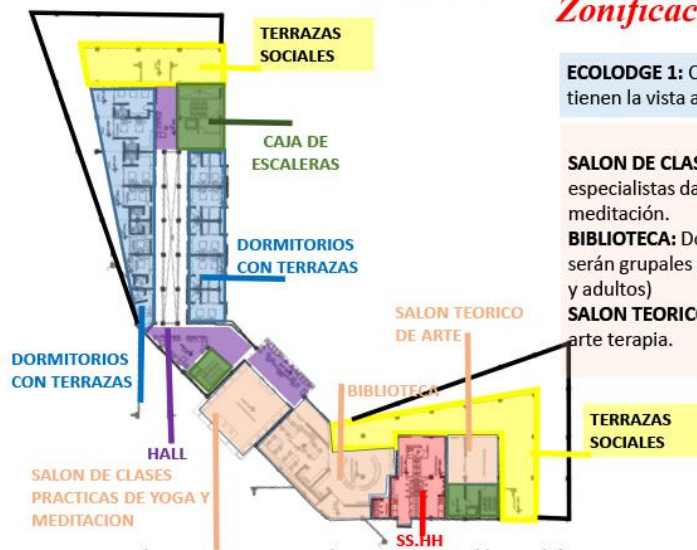 Zonificac
TERRAZAS
SOCIALES
ECOLODGE 1:
tienen la vista a
CAJA DE
ESCALERAS
SALON DE CLAS
especialistas da
meditación.
BIBLIOTECA: Do
serán grupales
y adultos)
SALON TEORICO
arte terapia.
DORMITORIOS
CON TERRAZAS
SALON TEORICO
DE ARTE
DORMITORIOS
CON TERRAZAS
BIBLIOTECA
TERRAZAS
SOCIALES
HALL
SALON DE CLASES
PRACTICAS DE YOGA Y
MEDITACION
SS.HH